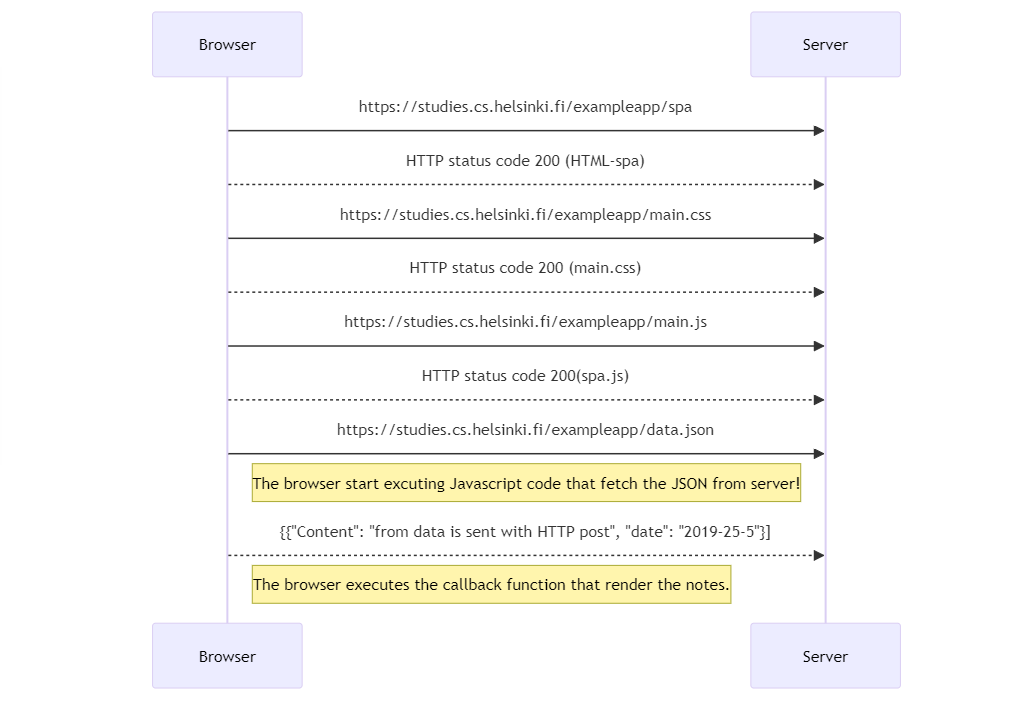 Browser Server
https://studies.cs.helsinki.fi/exampleapp/spa
HTTP status code 200 (HTML-spa)
https://studies.cs.helsinki.fi/exampleapp/main.css
HTTP status code 200 (main.css)
https://studies.cs.helsinki.fi/exampleapp/main.js
HTTP status code 200(spa.js)
https://studies.cs.helsinki.fi/exampleapp/data.json
The browser start excuting Javascript code that fetch the JSON from server!
{{"Content": "from data is sent with HTTP post", "date": "2019-25-5"}]
The browser executes the callback function that render the notes.
Browser Server